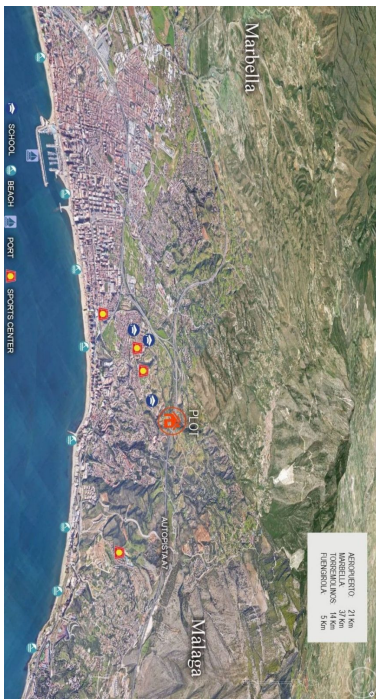 Marbella
Málaga
AEROPUERTO: 21 Km
MARBELLA: 37 Km
TORREMOLINOS: 14 Km
FUENGIROLA: 5 Km
PLOT
AUTOPISTA A7
SCHOOL
BEACH
PORT
SPORTS CENTER